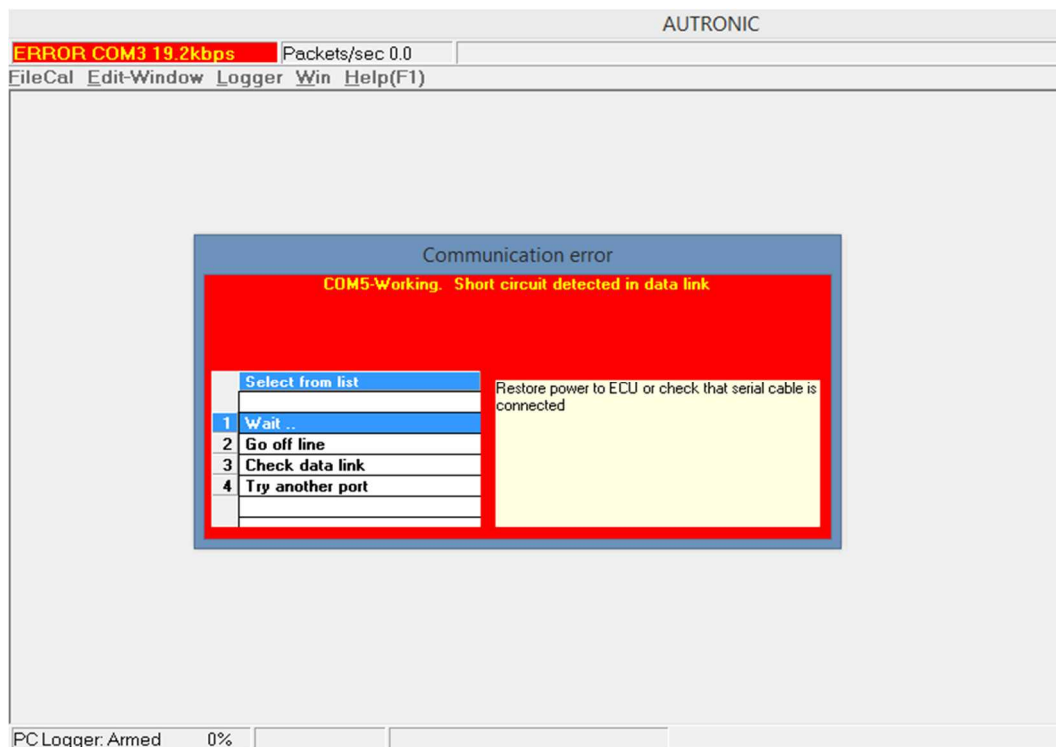 AUTRONIC
ERROR COM3 19.2kbps Packets/sec 0.0
FileCal Edit-Window Logger Win Help(F1)
Communication error
COM5-Working. Short circuit detected in data link
Select from list
Restore power to ECU or check that serial cable is
connected
1 Wait ..
2 Go off line
3 Check data link
4 Try another port
PC Logger: Armed 0%